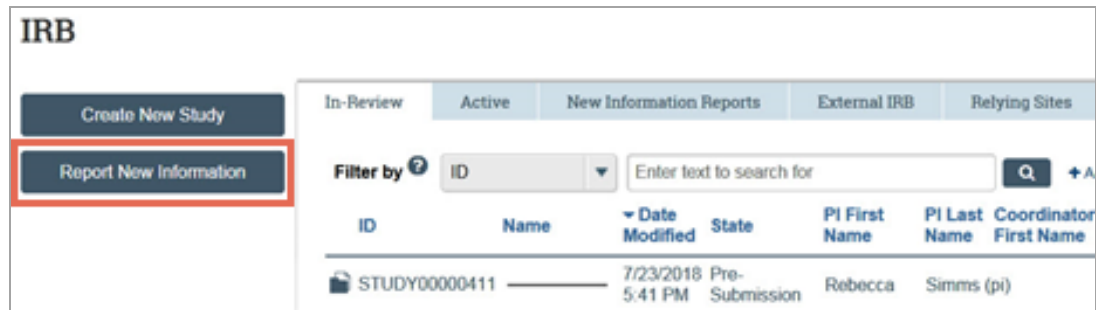 IRB
Create New Study
Report New Information
In-Review Active New Information Reports External IRB Relying Sites
Filter by ? ID Enter text to search for + A
ID Name Date Modified State PI First Name PI Last Name Coordinator First Name
STUDY00000411 7/23/2018 5:41 PM Pre-Submission Rebecca Simms (pi)